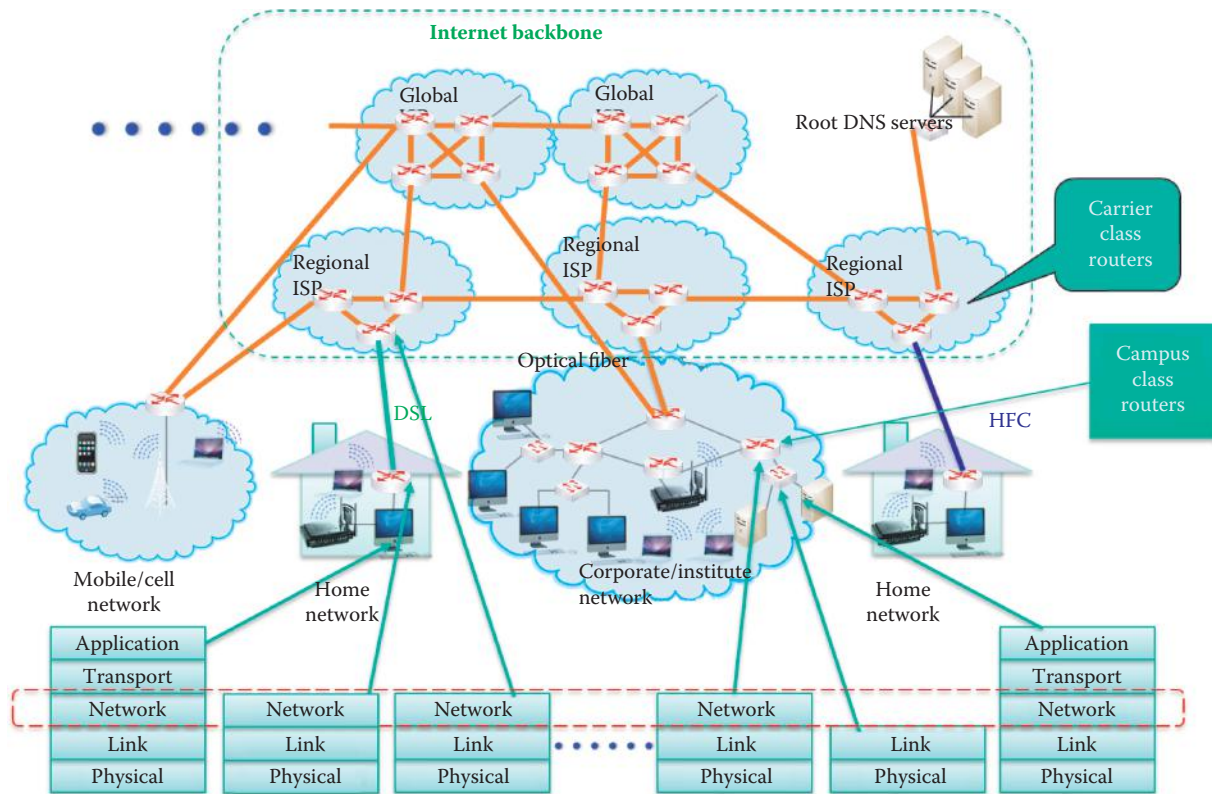 Internet backbone
Global
Global
Root DNS servers
Carrier
class
routers
Regional
ISP
Regional
ISP
Regional
ISP
Optical fiber
Campus
class
routers
DSL
HFC
Mobile/cell
network
Home
network
Corporate/institute
network
Home
network
Application
Transport
Network
Link
Physical
Network
Link
Physical
Network
Link
Physical
Network
Link
Physical
Link
Physical
Application
Transport
Network
Link
Physical